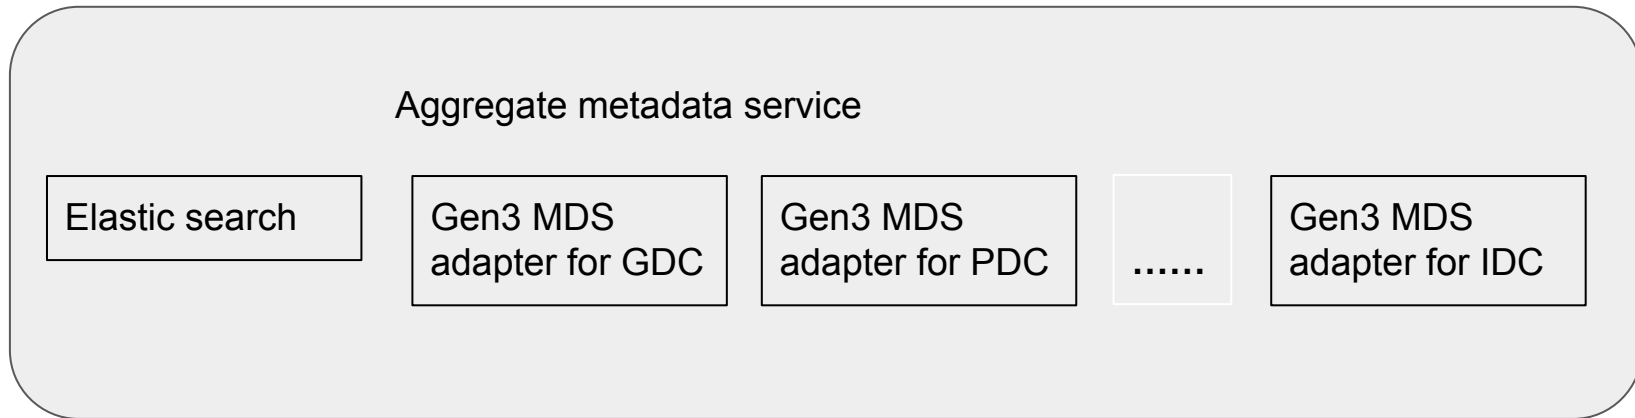 Aggregate metadata service
Elastic search
Gen3 MDS
adapter for GDC
Gen3 MDS
adapter for PDC
......
Gen3 MDS
adapter for IDC